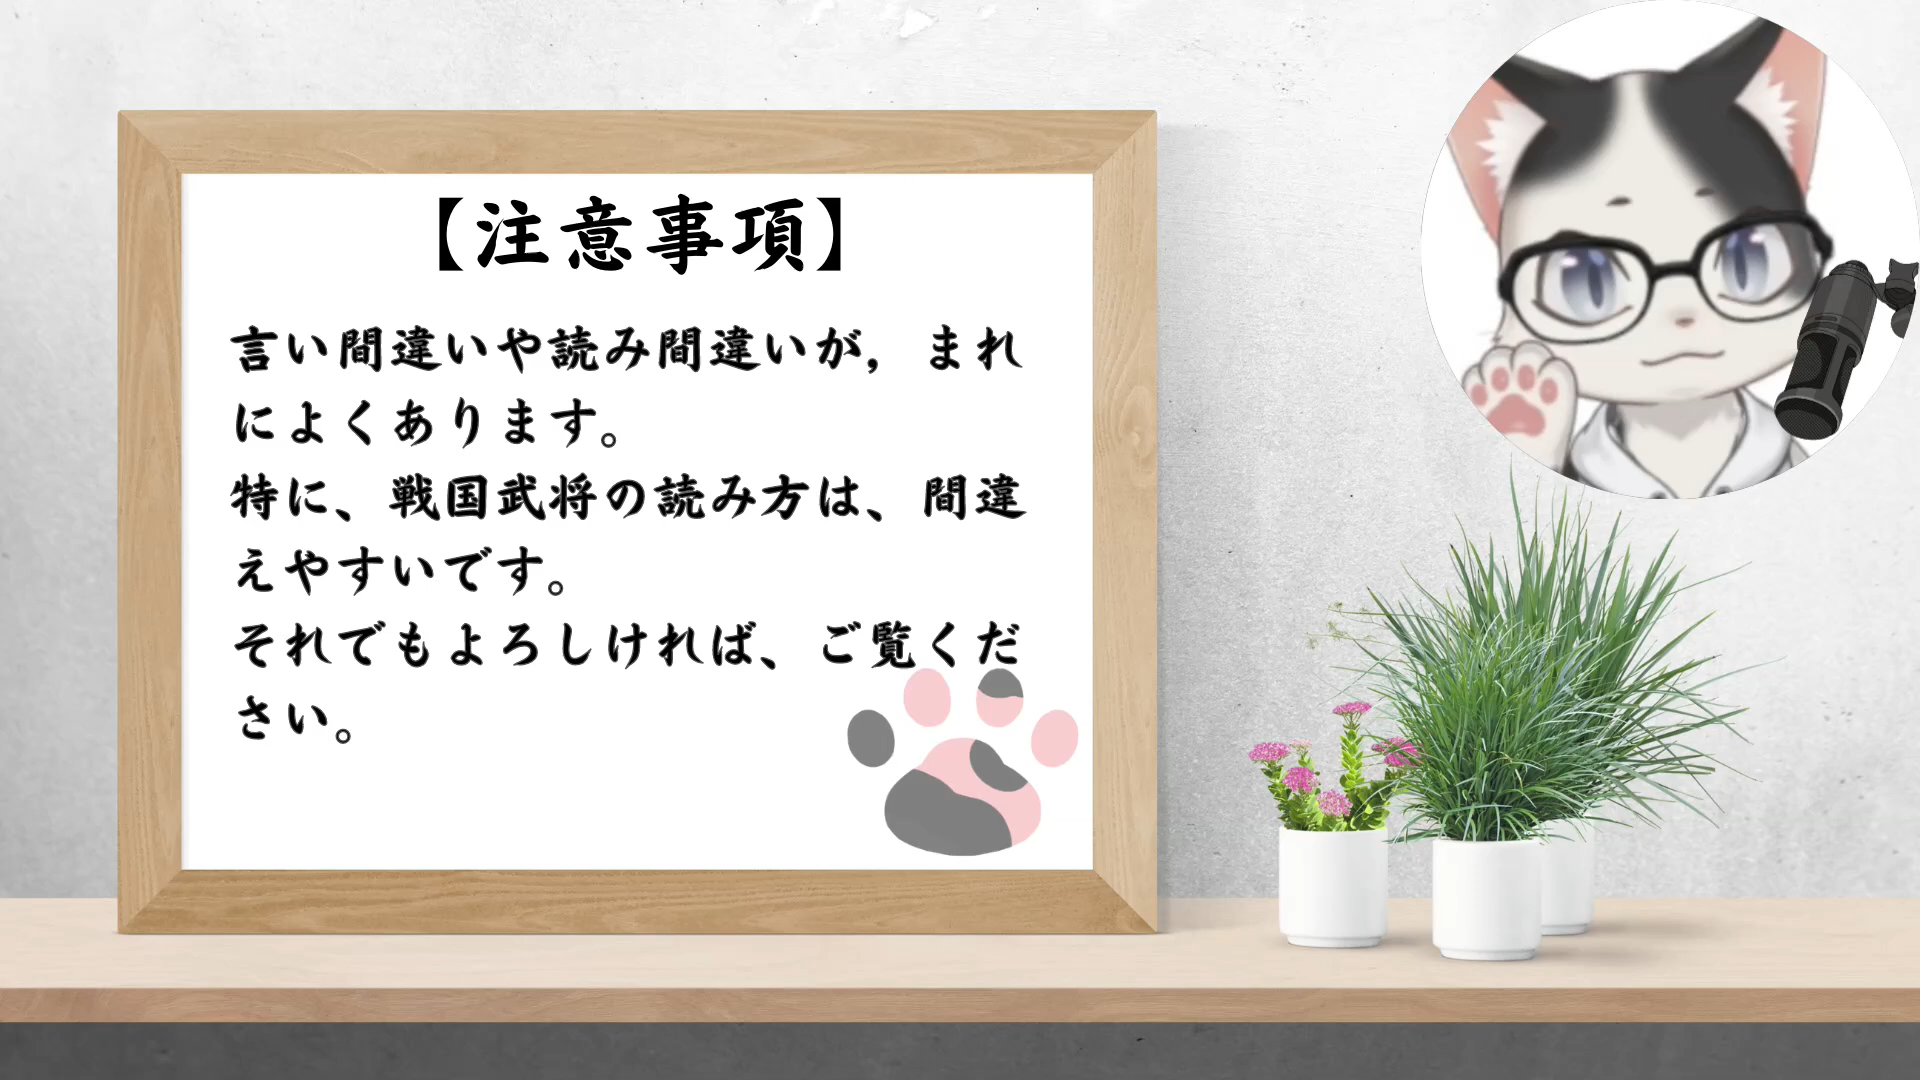 【注意事項】
言い間違いや読み間違いが，まれ
によくあります。
特に、戦国武将の読み方は、間違
えやすいです。
それでもよろしければ、ご覧くだ
さい。